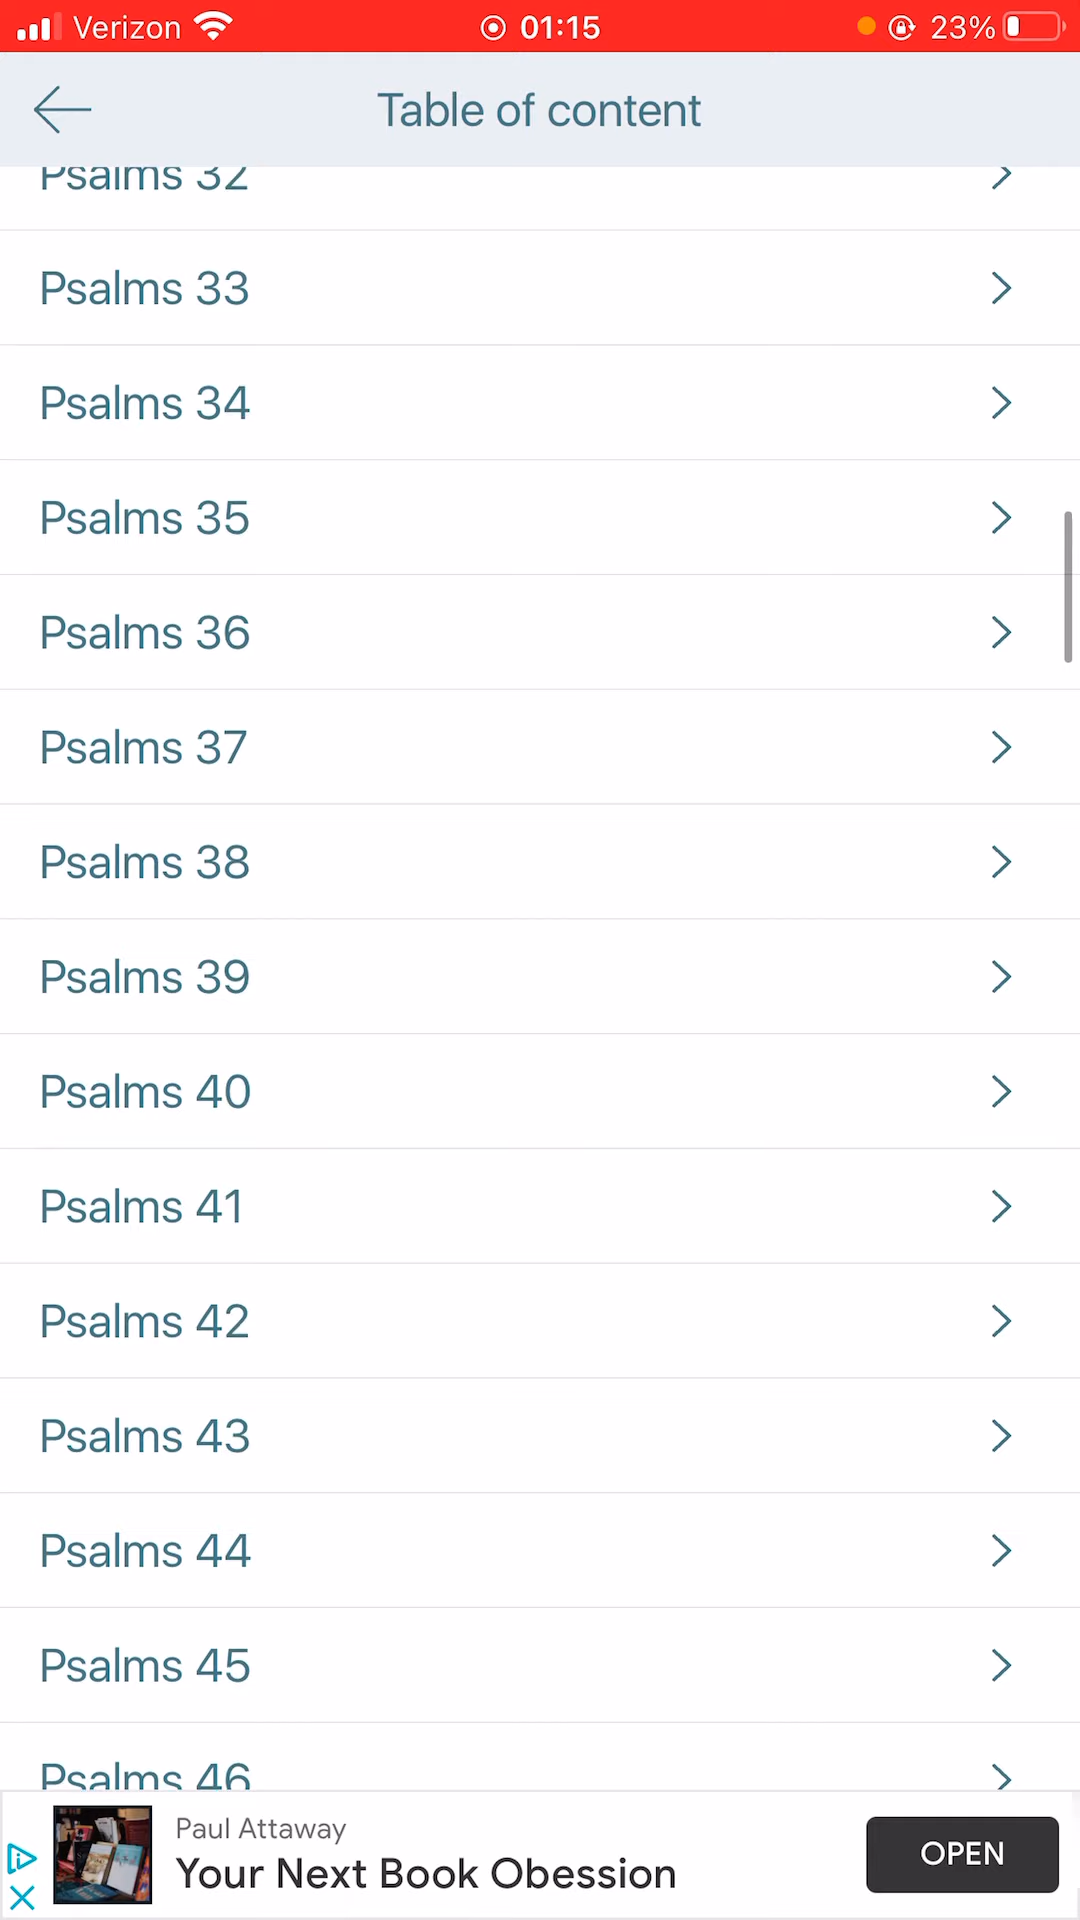 Verizon 01:15 23%
Table of content
Psalms 32
Psalms 33
Psalms 34
Psalms 35
Psalms 36
Psalms 37
Psalms 38
Psalms 39
Psalms 40
Psalms 41
Psalms 42
Psalms 43
Psalms 44
Psalms 45
Psalms 46
Paul Attaway
Your Next Book Obession
OPEN